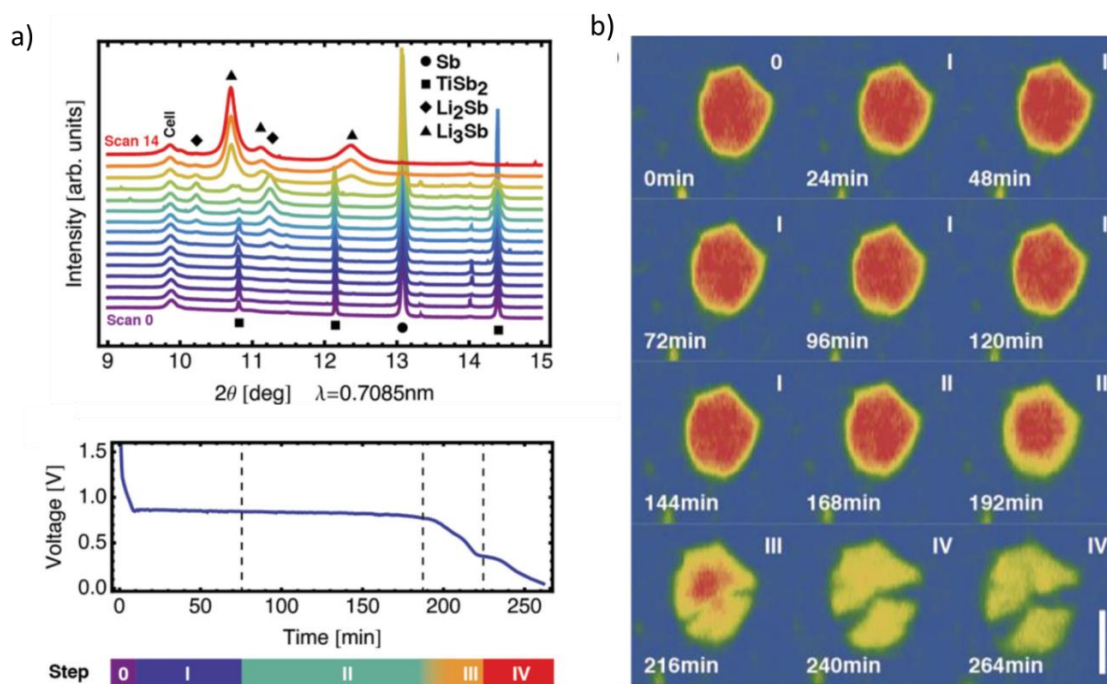 a)
● Sb
■ TiSb2
◆ Li2Sb
▲ Li3Sb
Cell
Scan 14
Scan 0
Intensity [arb. units]
9 10 11 12 13 14 15
2θ [deg] λ=0.7085nm
Voltage [V]
1.5
1.0
0.5
0.0
0 50 100 150 200 250
Time [min]
Step 0 I II III IV
b)
0 I I
0min 24min 48min
I I I
72min 96min 120min
I II II
144min 168min 192min
III IV IV
216min 240min 264min